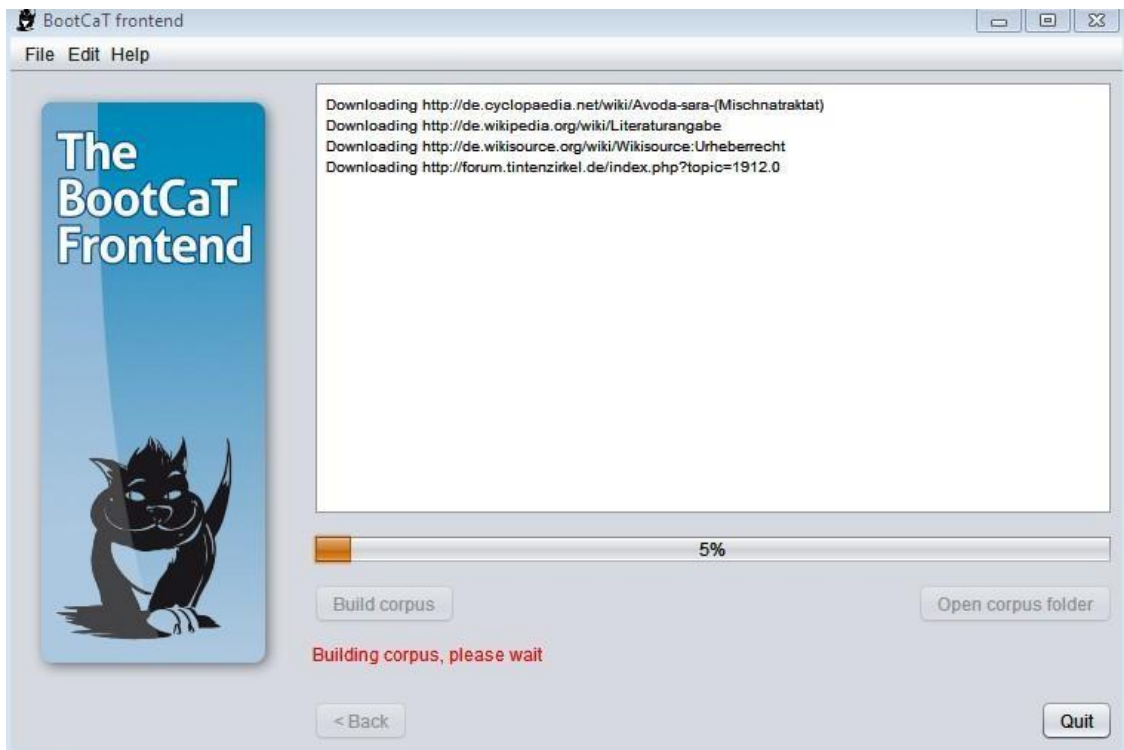 BootCaT frontend
File Edit Help
The
BootCaT
Frontend
Downloading http://de.cyclopaedia.net/wiki/Avoda-sara-(Mischnatraktat)
Downloading http://de.wikipedia.org/wiki/Literaturangabe
Downloading http://de.wikisource.org/wiki/Wikisource:Urheberrecht
Downloading http://forum.tintenzirkel.de/index.php?topic=1912.0
5%
Build corpus
Open corpus folder
Building corpus, please wait
< Back
Quit